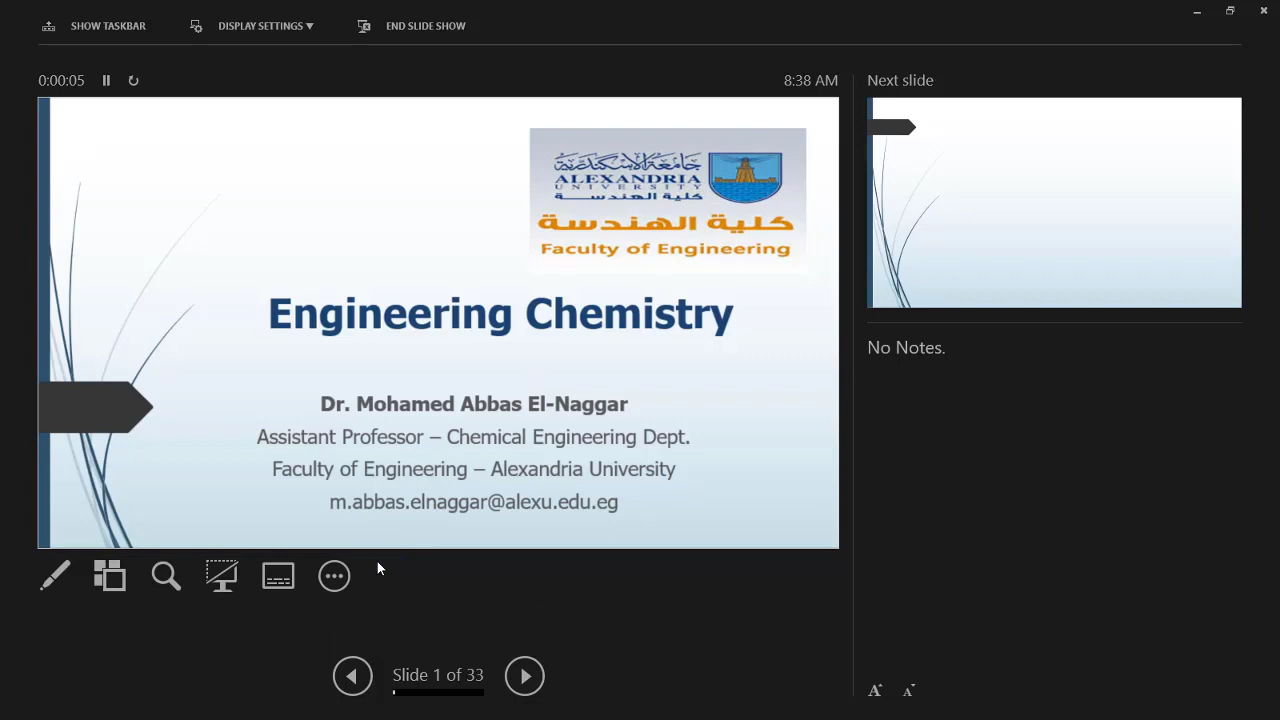 SHOW TASKBAR
DISPLAY SETTINGS ▼
END SLIDE SHOW
0:00:05
8:38 AM
Next slide
جامعة الإسكندرية
ALEXANDRIA
UNIVERSITY
كلية الهندسة
كلية الهندسة
Faculty of Engineering
Engineering Chemistry
Dr. Mohamed Abbas El-Naggar
Assistant Professor – Chemical Engineering Dept.
Faculty of Engineering – Alexandria University
m.abbas.elnaggar@alexu.edu.eg
No Notes.
Slide 1 of 33
A A